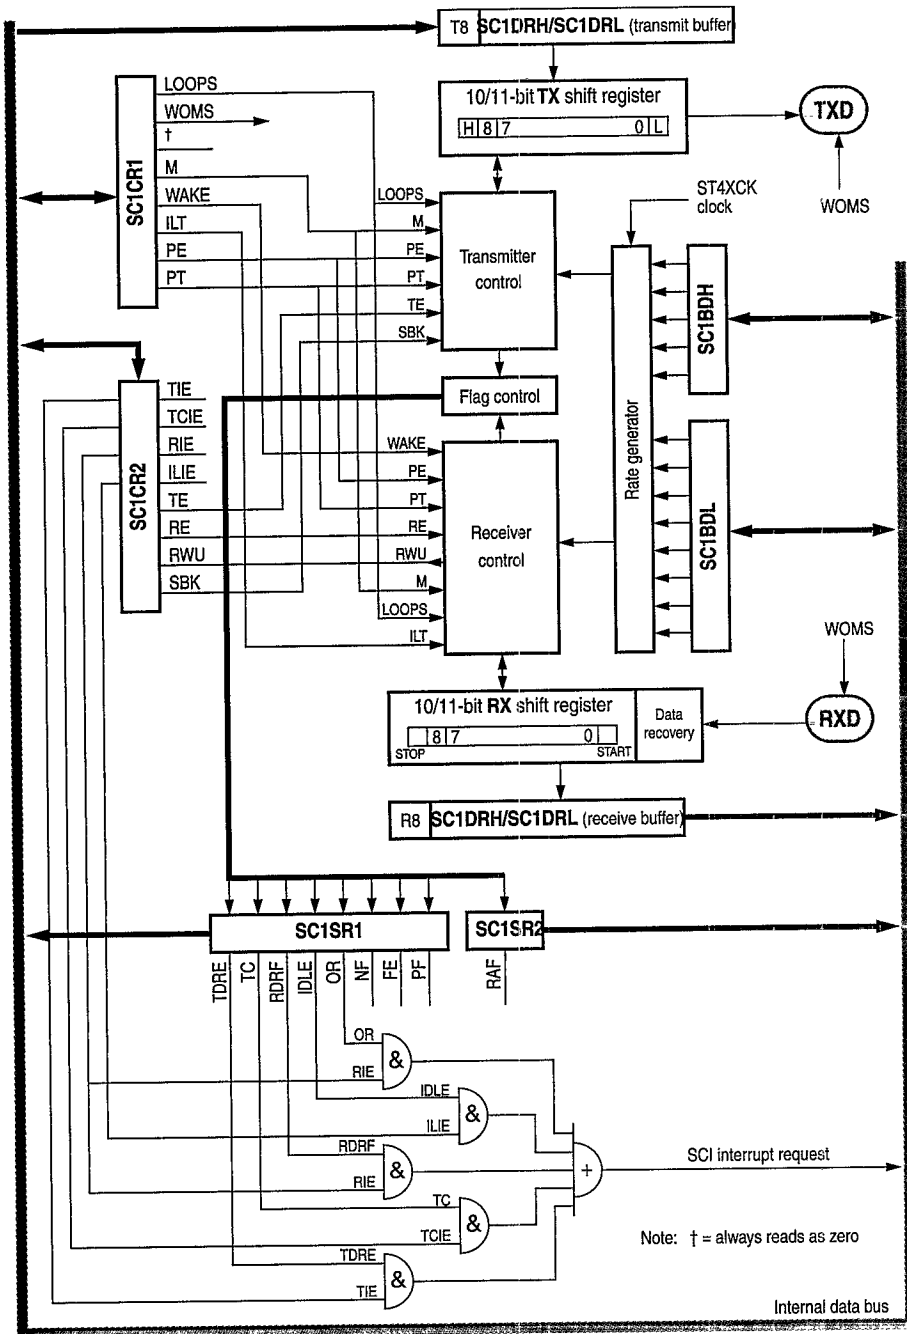 T8 SC1DRH/SC1DRL (transmit buffer)
10/11-bit TX shift register
H 8 7 0 L
TXD
WOMS
SC1CR1
LOOPS
WOMS
†
M
WAKE
ILT
PE
PT
LOOPS
M
PE
PT
TE
SBK
Transmitter
control
ST4XCK
clock
Rate generator
SC1BDH
SC1BDL
Flag control
SC1CR2
TIE
TCIE
RIE
ILIE
TE
RE
RWU
SBK
WAKE
PE
PT
RE
RWU
M
LOOPS
ILT
Receiver
control
WOMS
RXD
10/11-bit RX shift register
8 7 0
STOP START
Data
recovery
R8 SC1DRH/SC1DRL (receive buffer)
SC1SR1
SC1SR2
TDRE
TC
RDRF
IDLE
OR
NF
FE
PF
RAF
OR
RIE
&
IDLE
ILIE
&
RDRF
RIE
&
TC
TCIE
&
TDRE
TIE
&
+
SCI interrupt request
Note: † = always reads as zero
Internal data bus